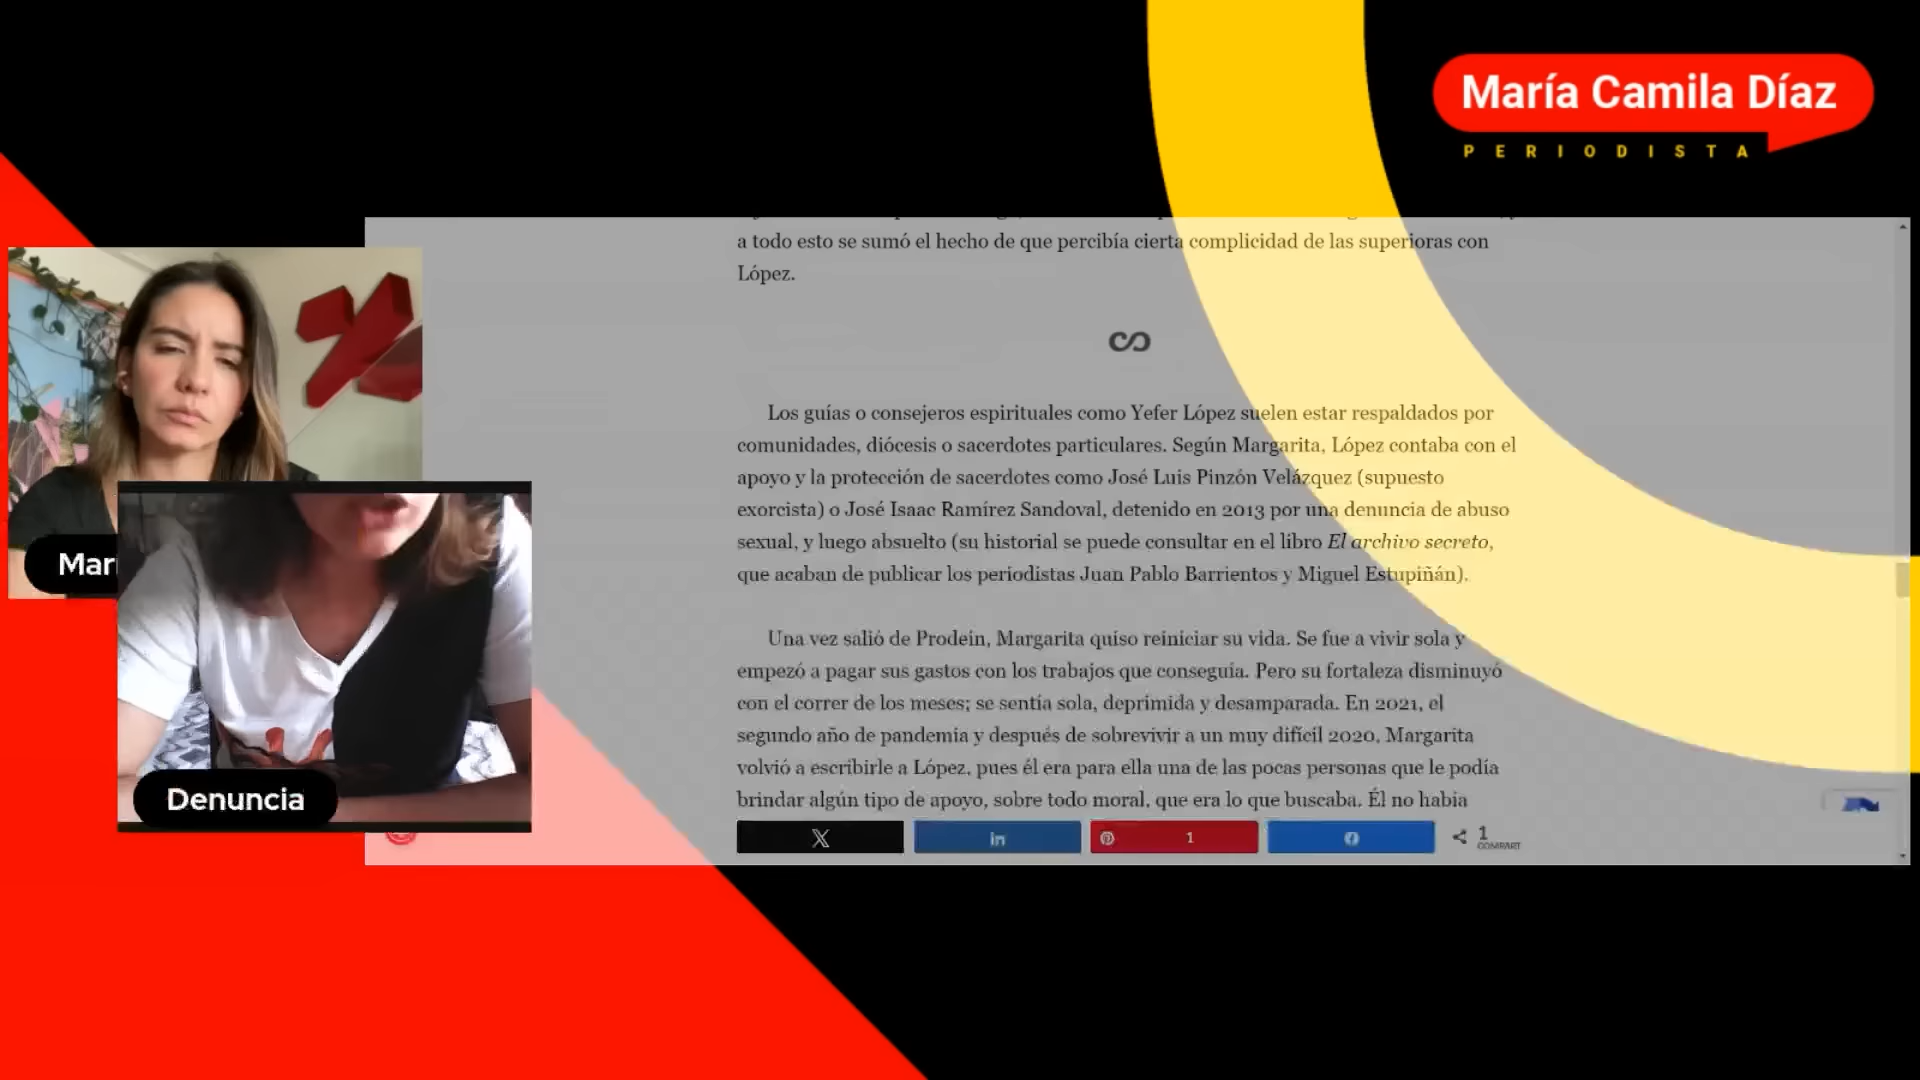 María Camila Díaz
PERIODISTA
a todo esto se sumó el hecho de que percibía cierta complicidad de las superioras con
López.
Los guías o consejeros espirituales como Yefer López suelen estar respaldados por
comunidades, diócesis o sacerdotes particulares. Según Margarita, López contaba con el
apoyo y la protección de sacerdotes como José Luis Pinzón Velázquez (supuesto
exorcista) o José Isaac Ramírez Sandoval, detenido en 2013 por una denuncia de abuso
sexual, y luego absuelto (su historial se puede consultar en el libro El archivo secreto,
que acaban de publicar los periodistas Juan Pablo Barrientos y Miguel Estupiñán).
Una vez salió de Prodein, Margarita quiso reiniciar su vida. Se fue a vivir sola y
empezó a pagar sus gastos con los trabajos que conseguía. Pero su fortaleza disminuyó
con el correr de los meses; se sentía sola, deprimida y desamparada. En 2021, el
segundo año de pandemia y después de sobrevivir a un muy difícil 2020, Margarita
volvió a escribirle a López, pues él era para ella una de las pocas personas que le podía
brindar algún tipo de apoyo, sobre todo moral, que era lo que buscaba. Él no había
1
1
COMPART
Mar
Denuncia